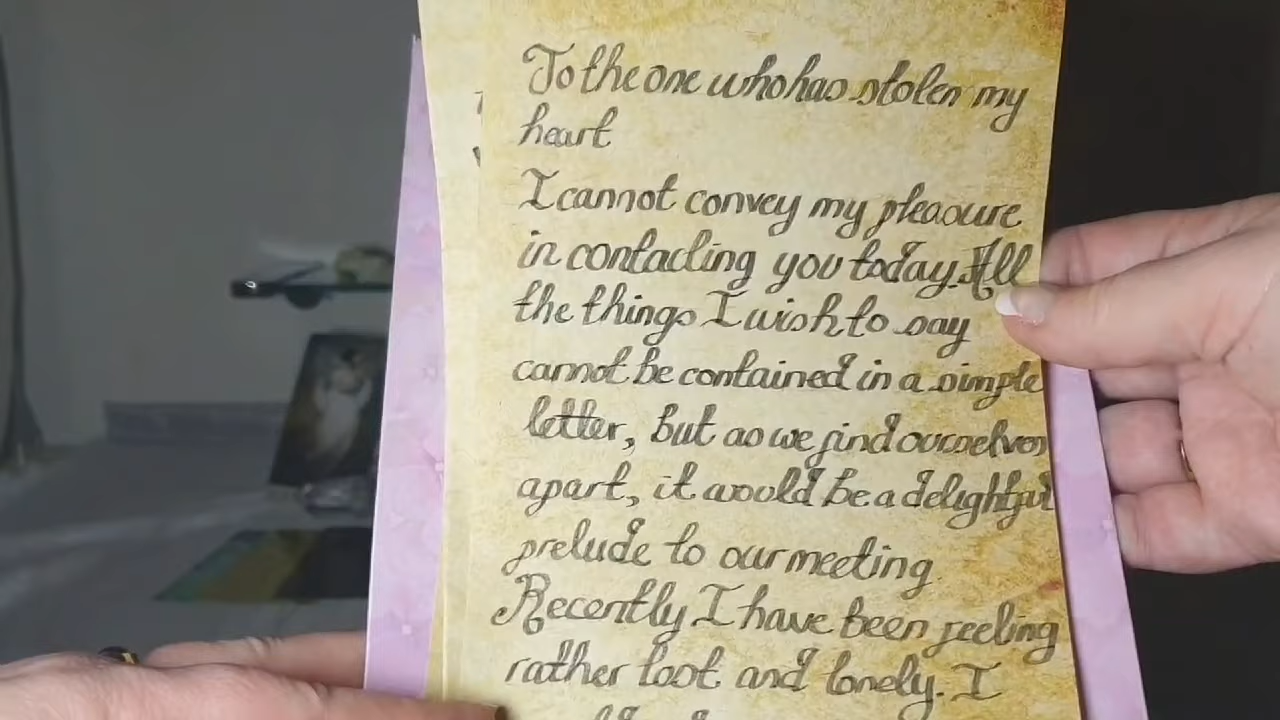 To the one who has stolen my
heart
I cannot convey my pleasure
in contacting you today. All
the things I wish to say
cannot be contained in a simple
letter, but as we find ourselves
apart, it would be a delightful
prelude to our meeting.
Recently I have been feeling
rather lost and lonely. I